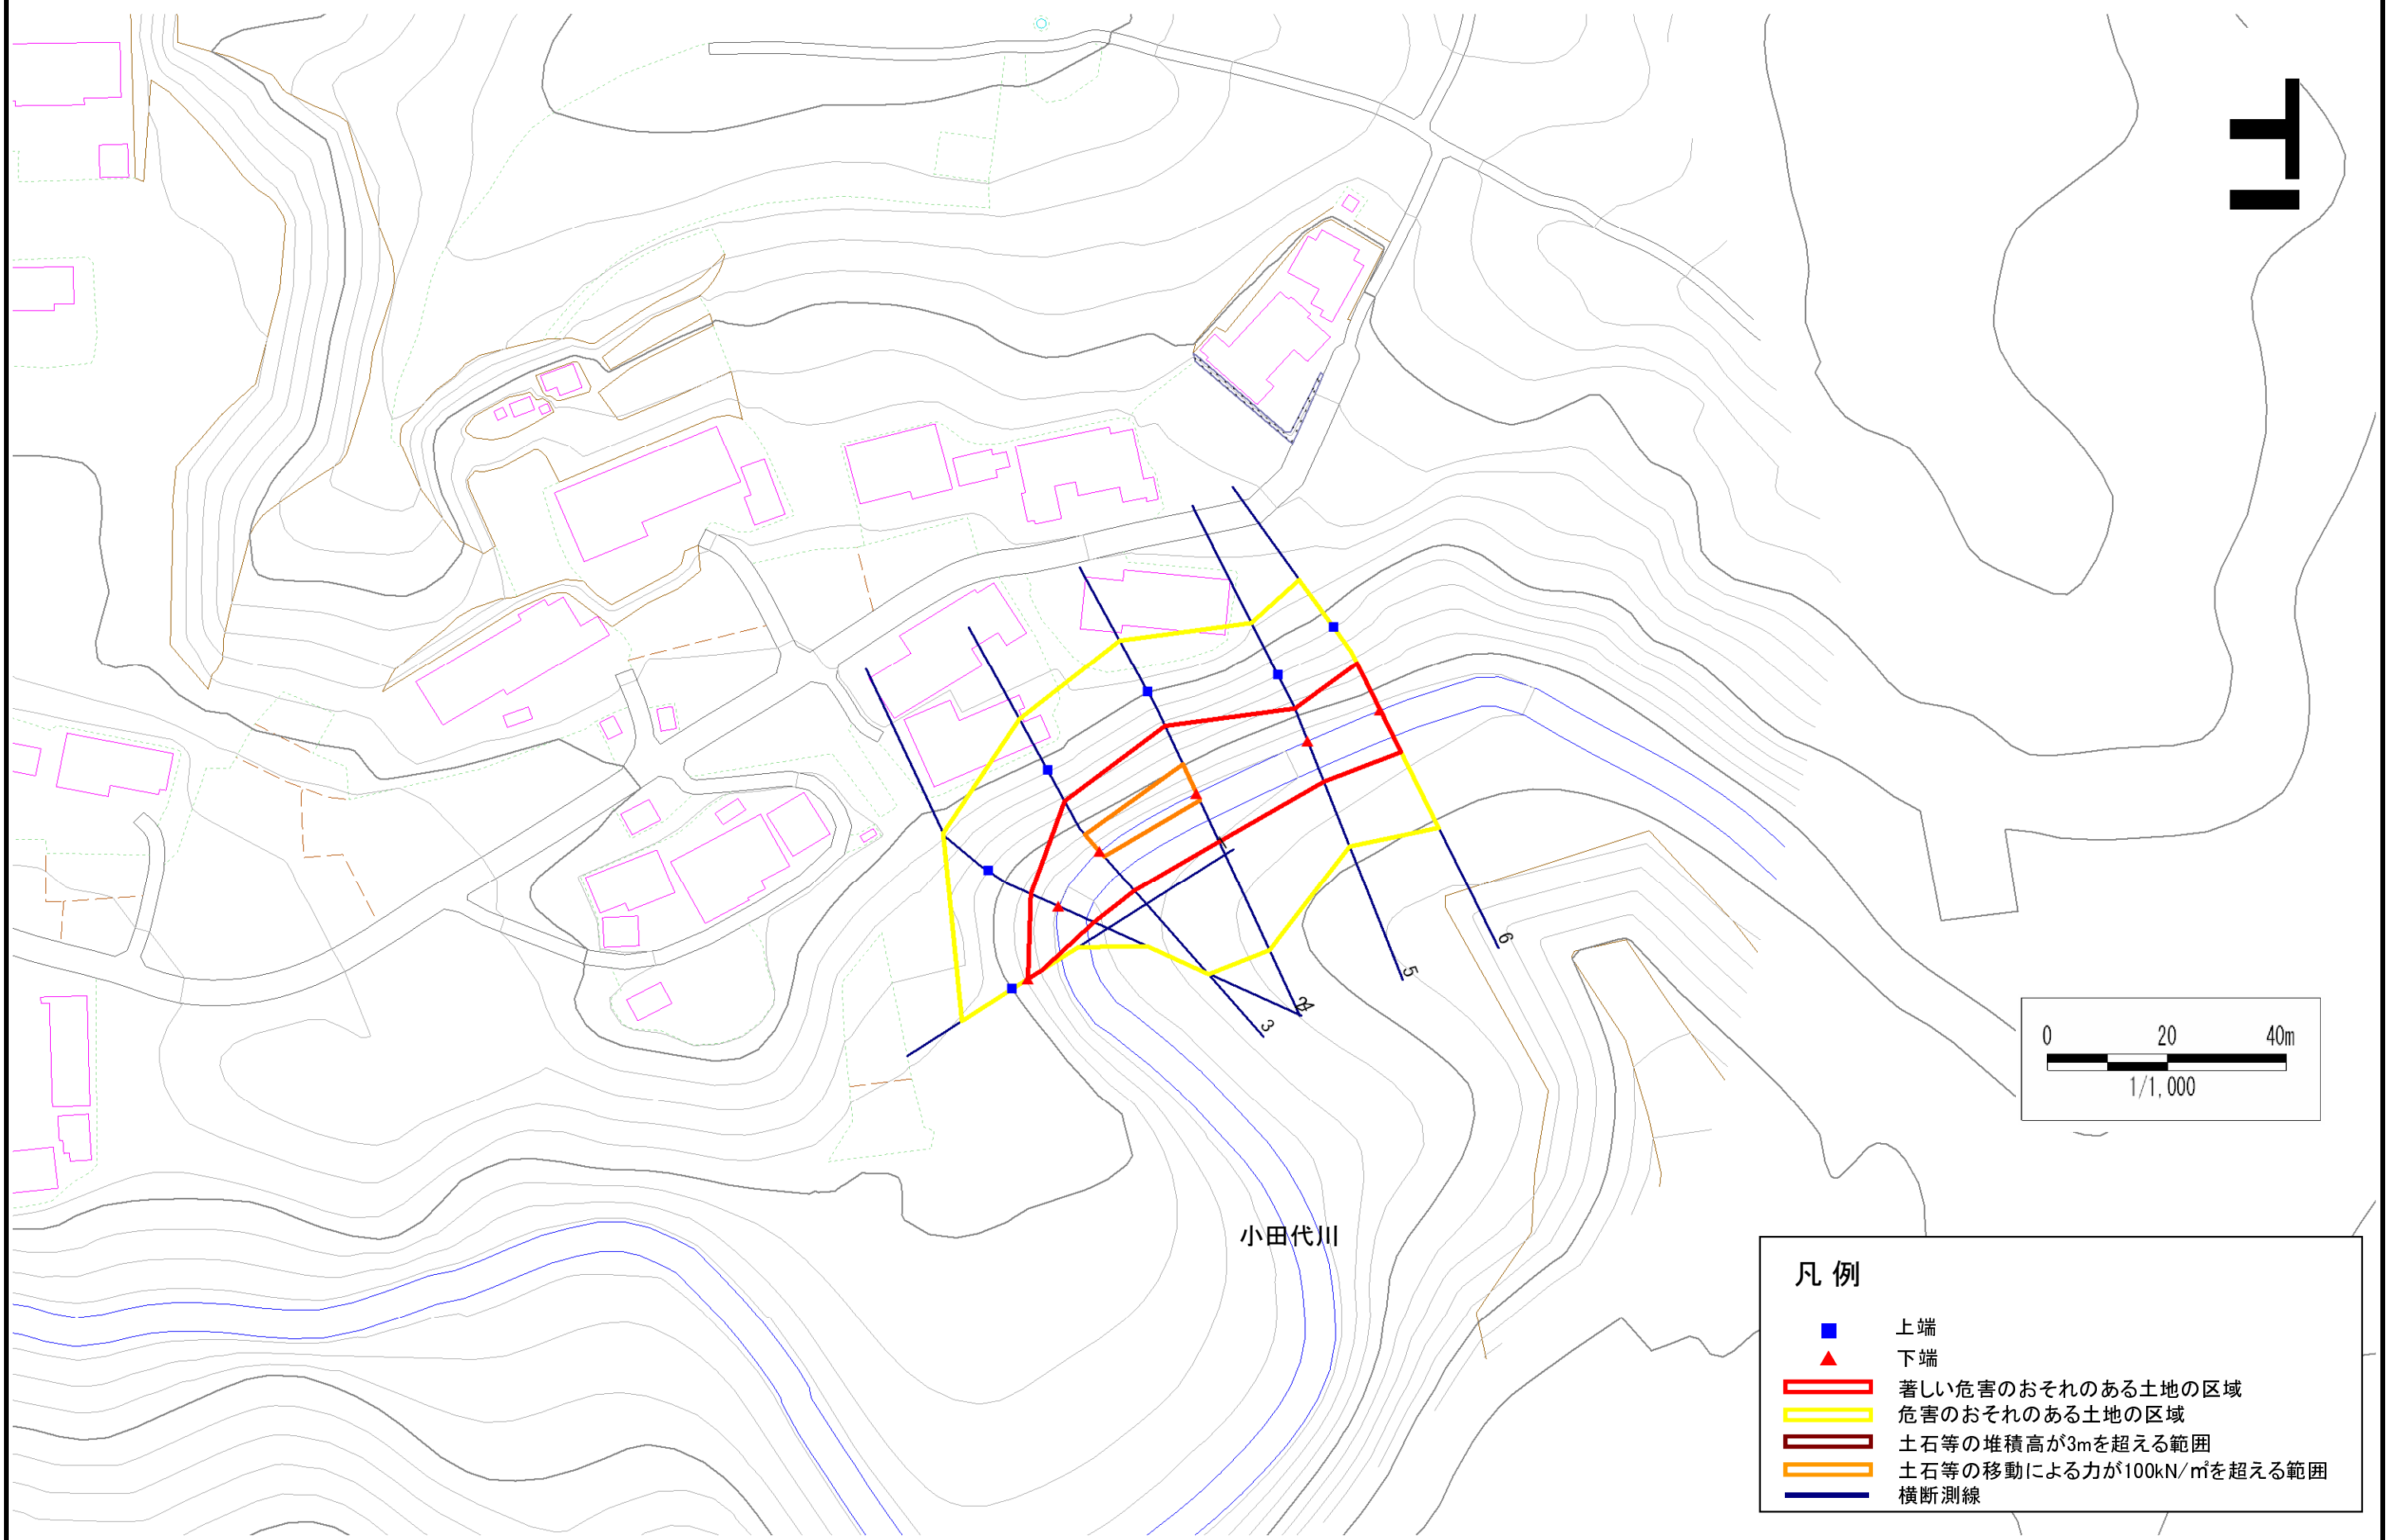 6
5
4
2
3
0 20 40m
1/1,000
小田代川
凡 例
上端
下端
著しい危害のおそれのある土地の区域
危害のおそれのある土地の区域
土石等の堆積高が3mを超える範囲
土石等の移動による力が100kN/㎡を超える範囲
横断測線